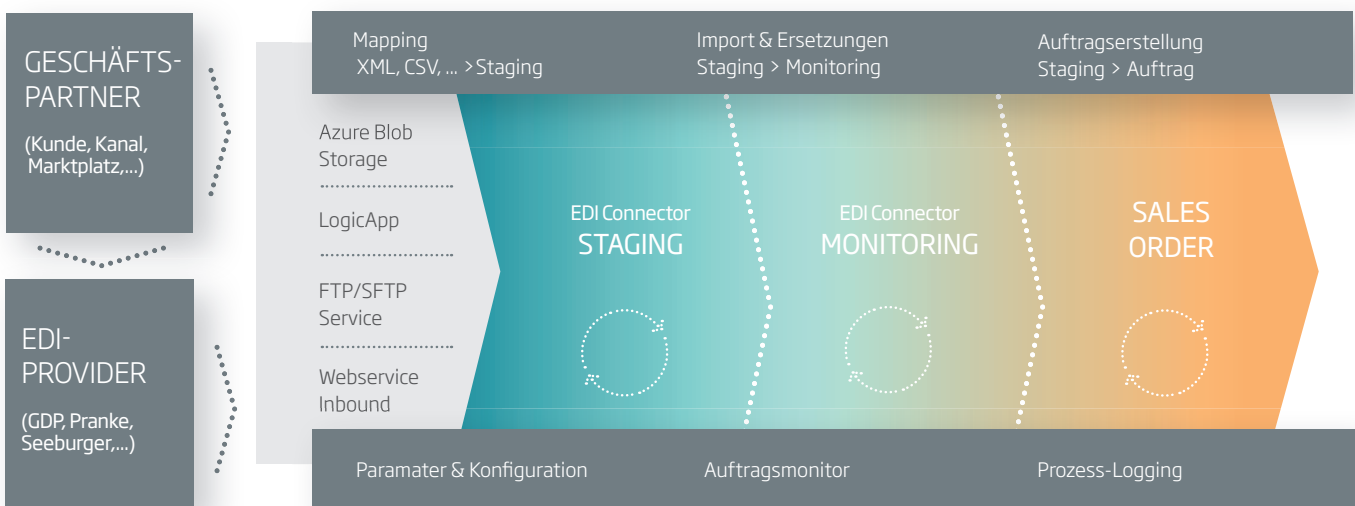 GESCHÄFTS-
PARTNER
(Kunde, Kanal,
Marktplatz,...)
EDI-
PROVIDER
(GDP, Pranke,
Seeburger,...)
Mapping
XML, CSV, ... > Staging
Import & Ersetzungen
Staging > Monitoring
Auftragserstellung
Staging > Auftrag
Azure Blob
Storage
LogicApp
FTP/SFTP
Service
Webservice
Inbound
EDI Connector
STAGING
EDI Connector
MONITORING
SALES
ORDER
Paramater & Konfiguration
Auftragsmonitor
Prozess-Logging